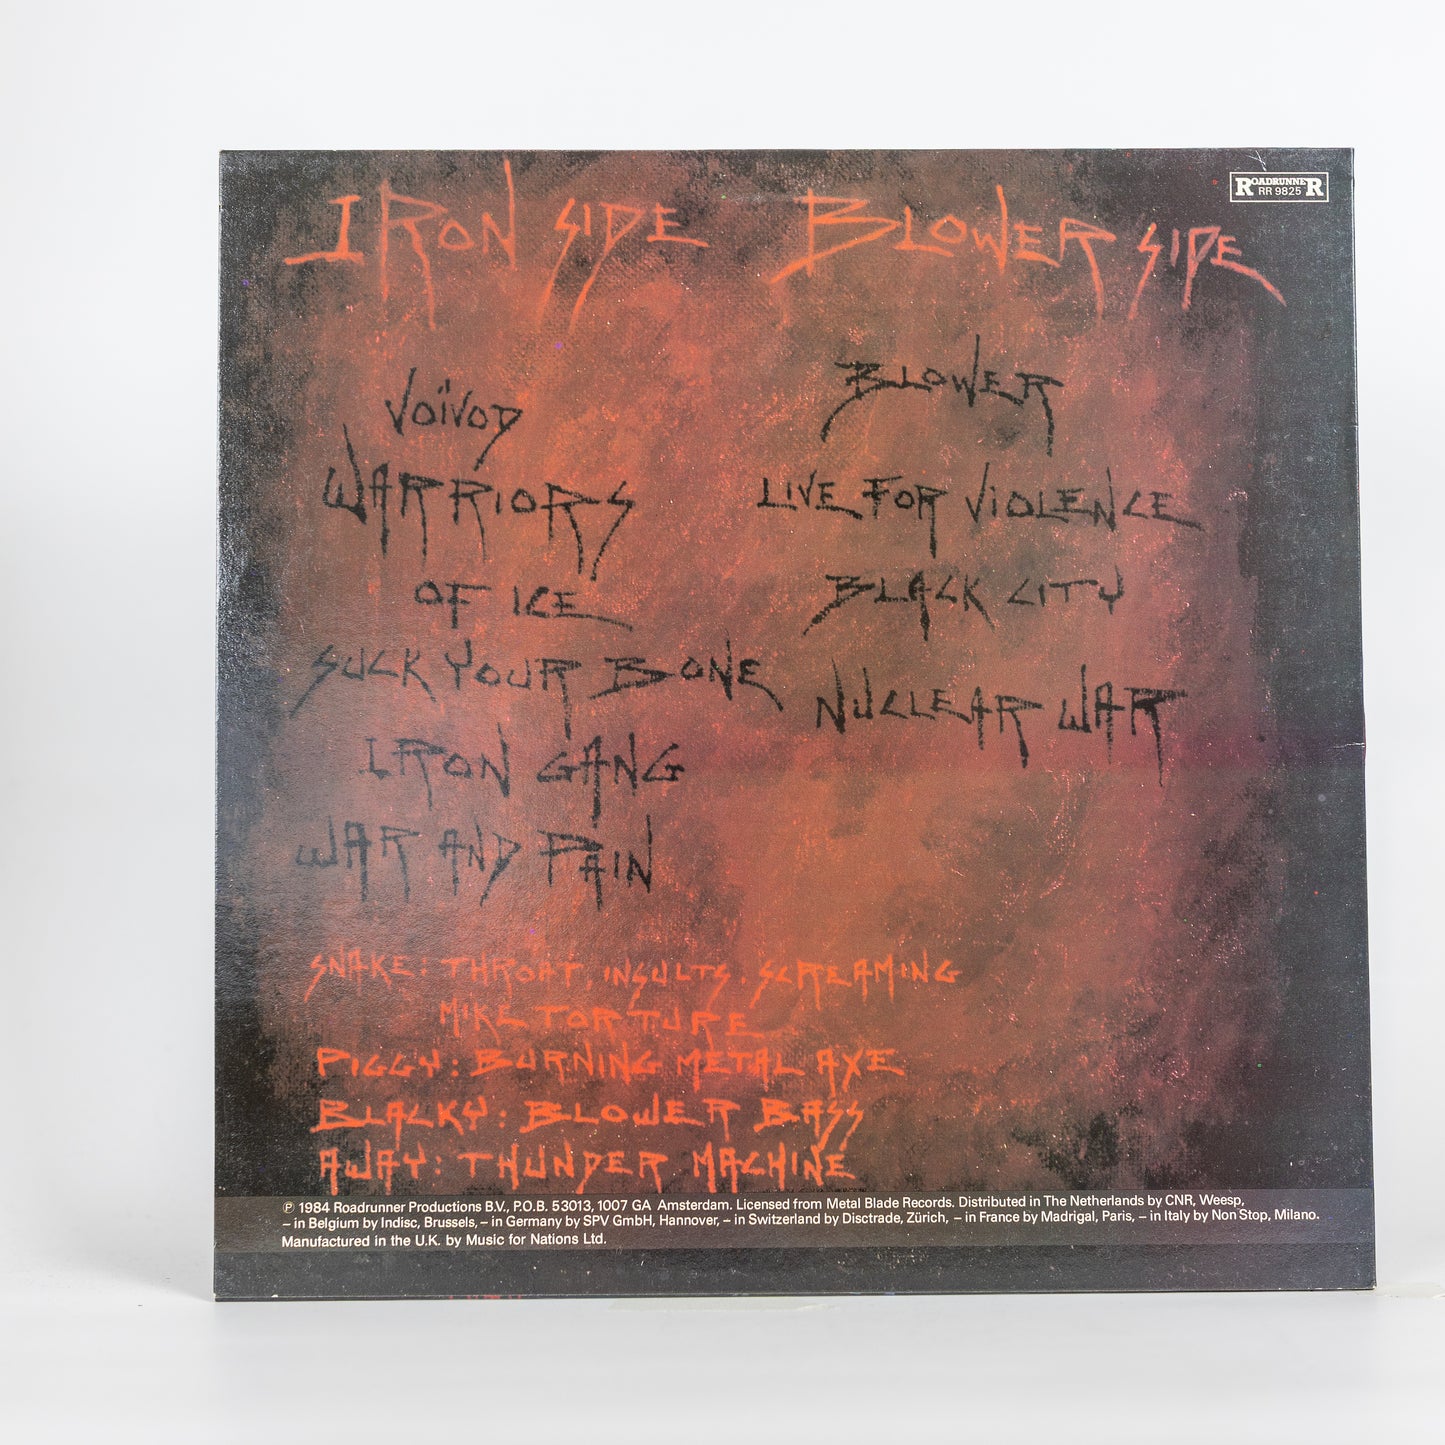 ROADRUNNER
RR 9825
IRON SIDE
VOÏVOD
WARRIORS
OF ICE
SUCK YOUR BONE
IRON GANG
WAR AND PAIN
BLOWER SIDE
BLOWER
LIVE FOR VIOLENCE
BLACK CITY
NUCLEAR WAR
SNAKE: THROAT, INSULTS. SCREAMING
MIKE TORTURE
PIGGY: BURNING METAL AXE
BLACKY: BLOWER BASS
AWAY: THUNDER MACHINE
℗ 1984 Roadrunner Productions B.V., P.O.B. 53013, 1007 GA Amsterdam. Licensed from Metal Blade Records. Distributed in The Netherlands by CNR, Weesp,
– in Belgium by Indisc, Brussels, – in Germany by SPV GmbH, Hannover, – in Switzerland by Disctrade, Zürich, – in France by Madrigal, Paris, – in Italy by Non Stop, Milano.
Manufactured in the U.K. by Music for Nations Ltd.